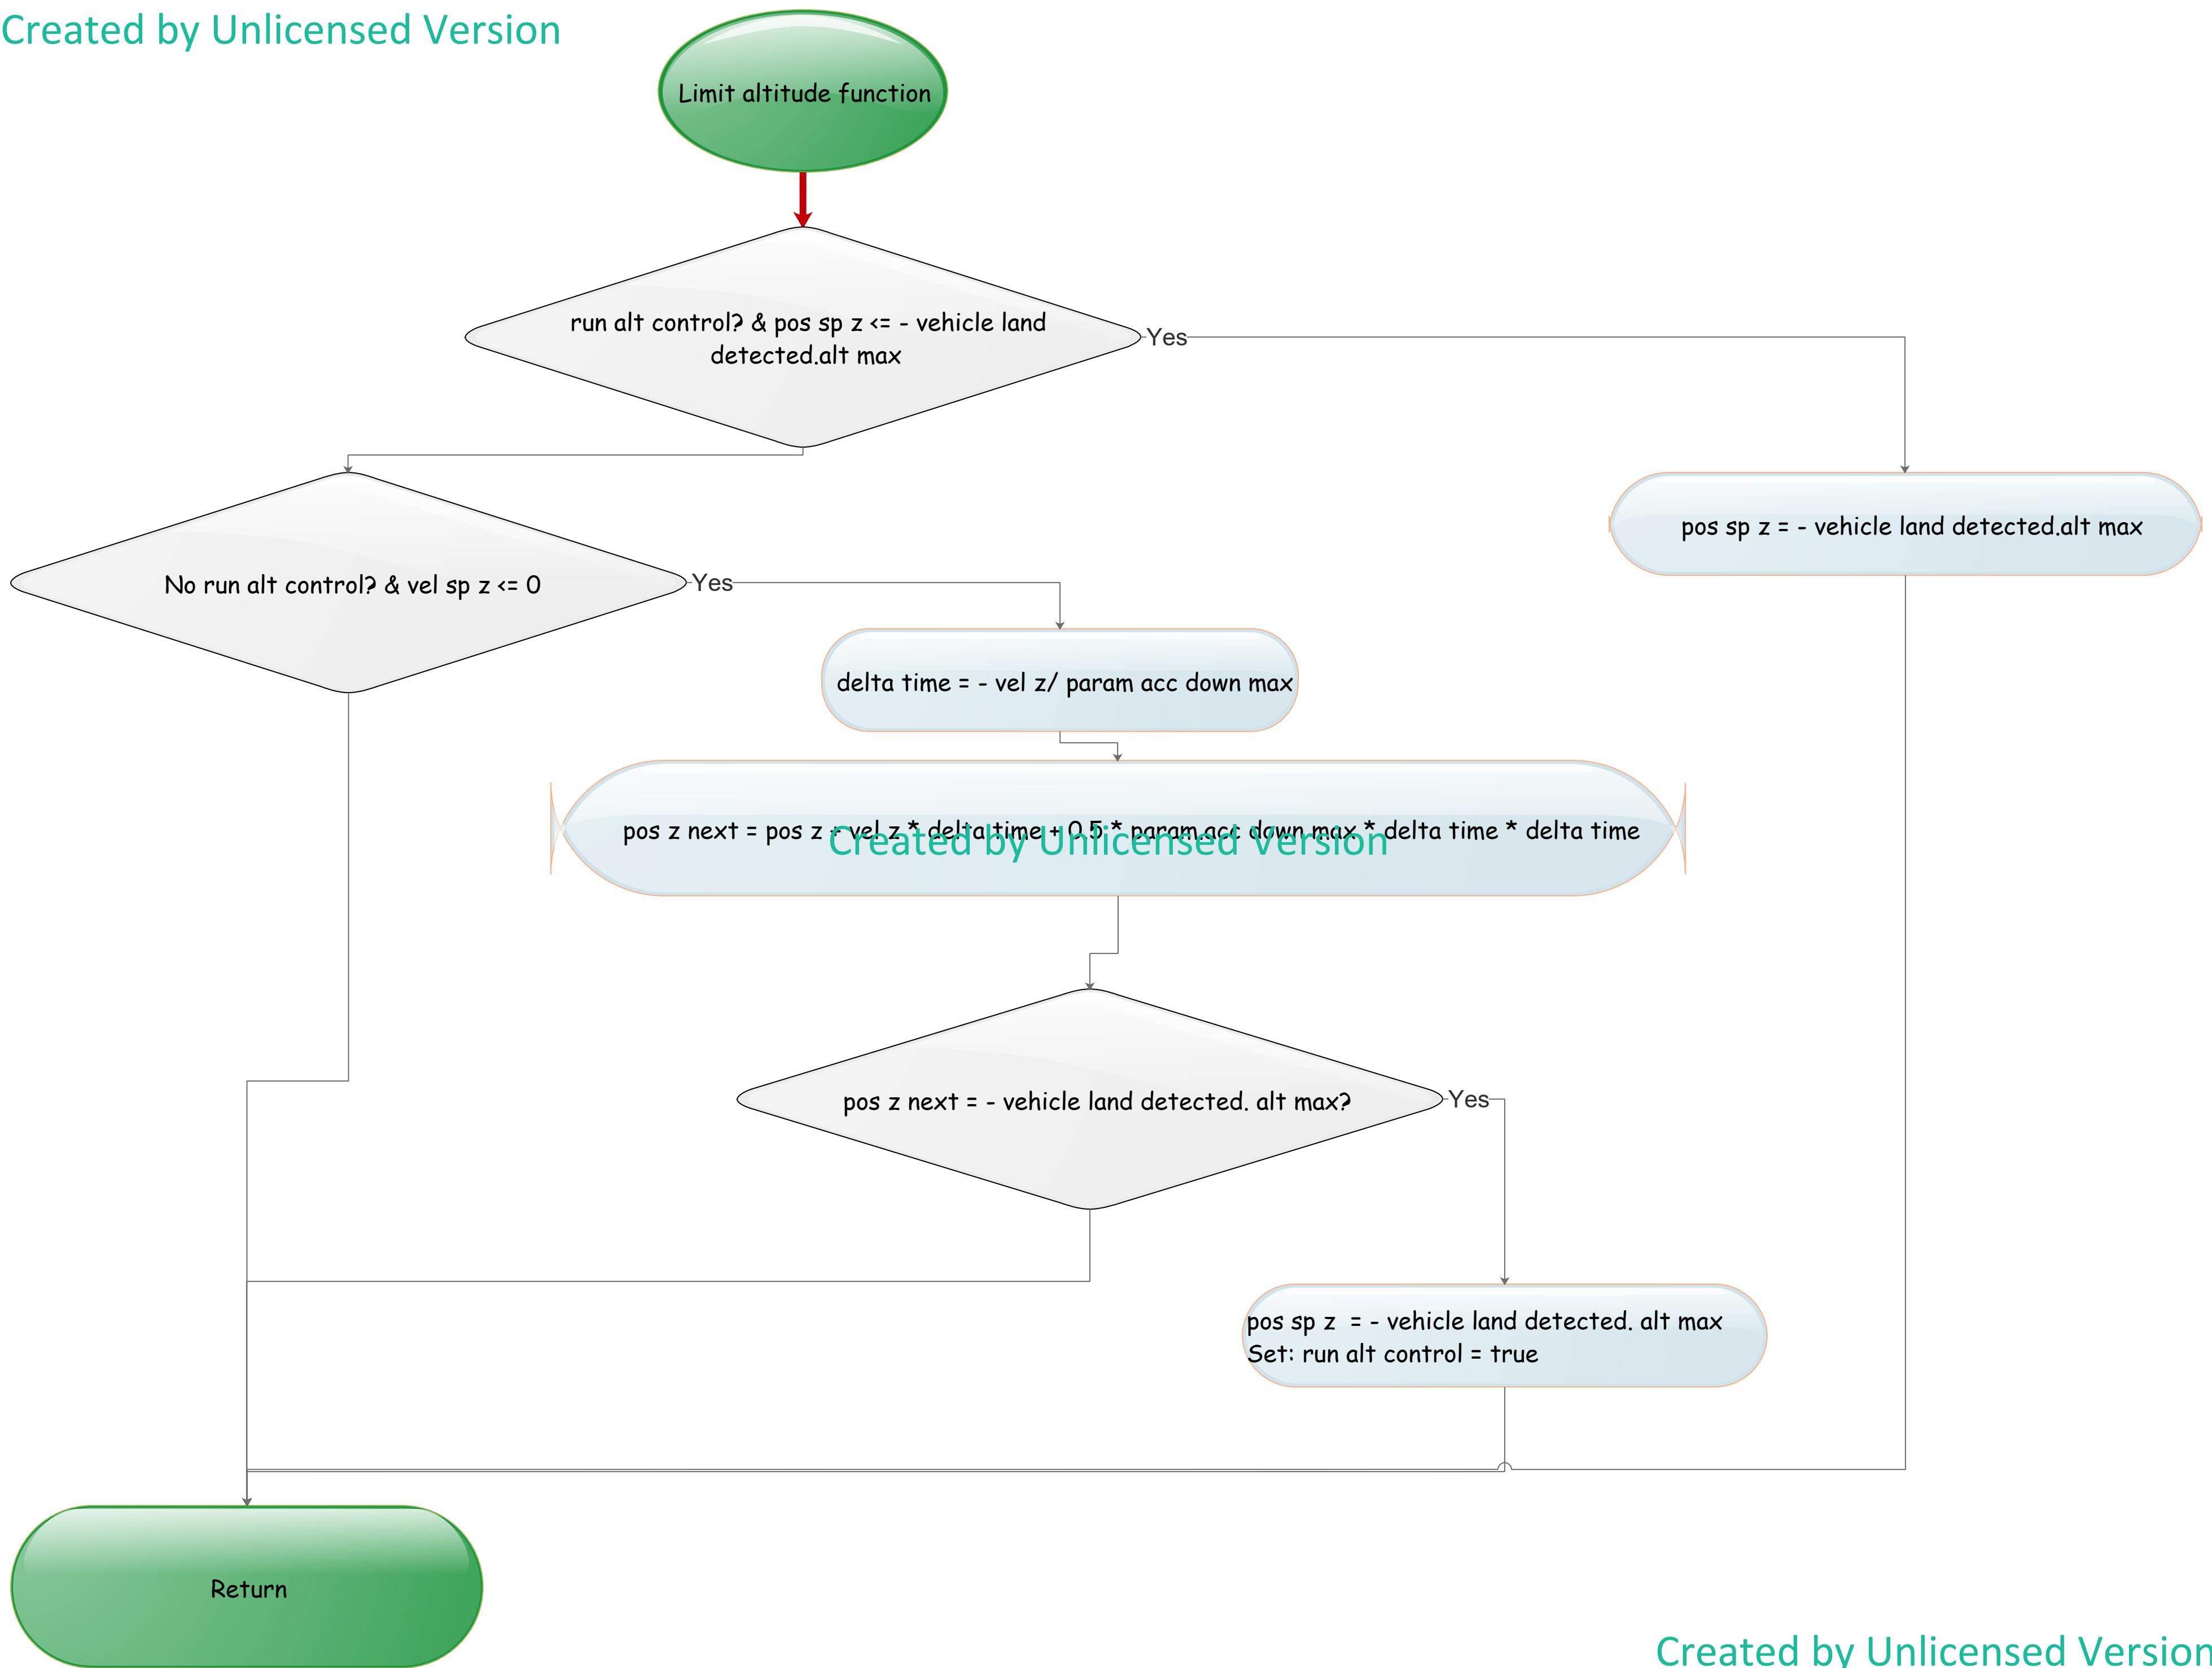 Created by Unlicensed Version
Limit altitude function
run alt control? & pos sp z <= - vehicle land
detected.alt max
Yes
pos sp z = - vehicle land detected.alt max
No run alt control? & vel sp z <= 0
Yes
delta time = - vel z/ param acc down max
pos z next = pos z + vel z * delta time + 0.5 * param.acc down max * delta time * delta time
Created by Unlicensed Version
pos z next = - vehicle land detected. alt max?
Yes
pos sp z = - vehicle land detected. alt max
Set: run alt control = true
Return
Created by Unlicensed Version